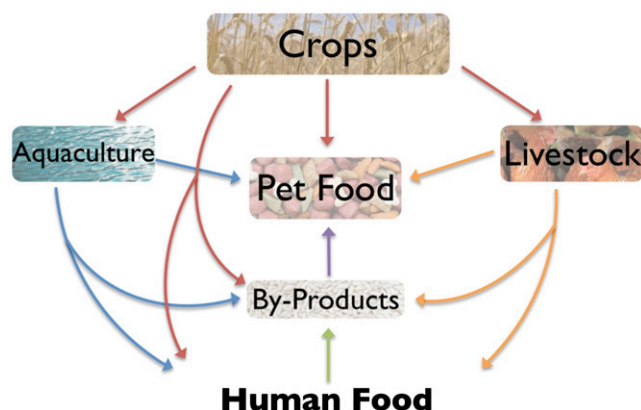 Crops
Aquaculture
Livestock
Pet Food
By-Products
Human Food